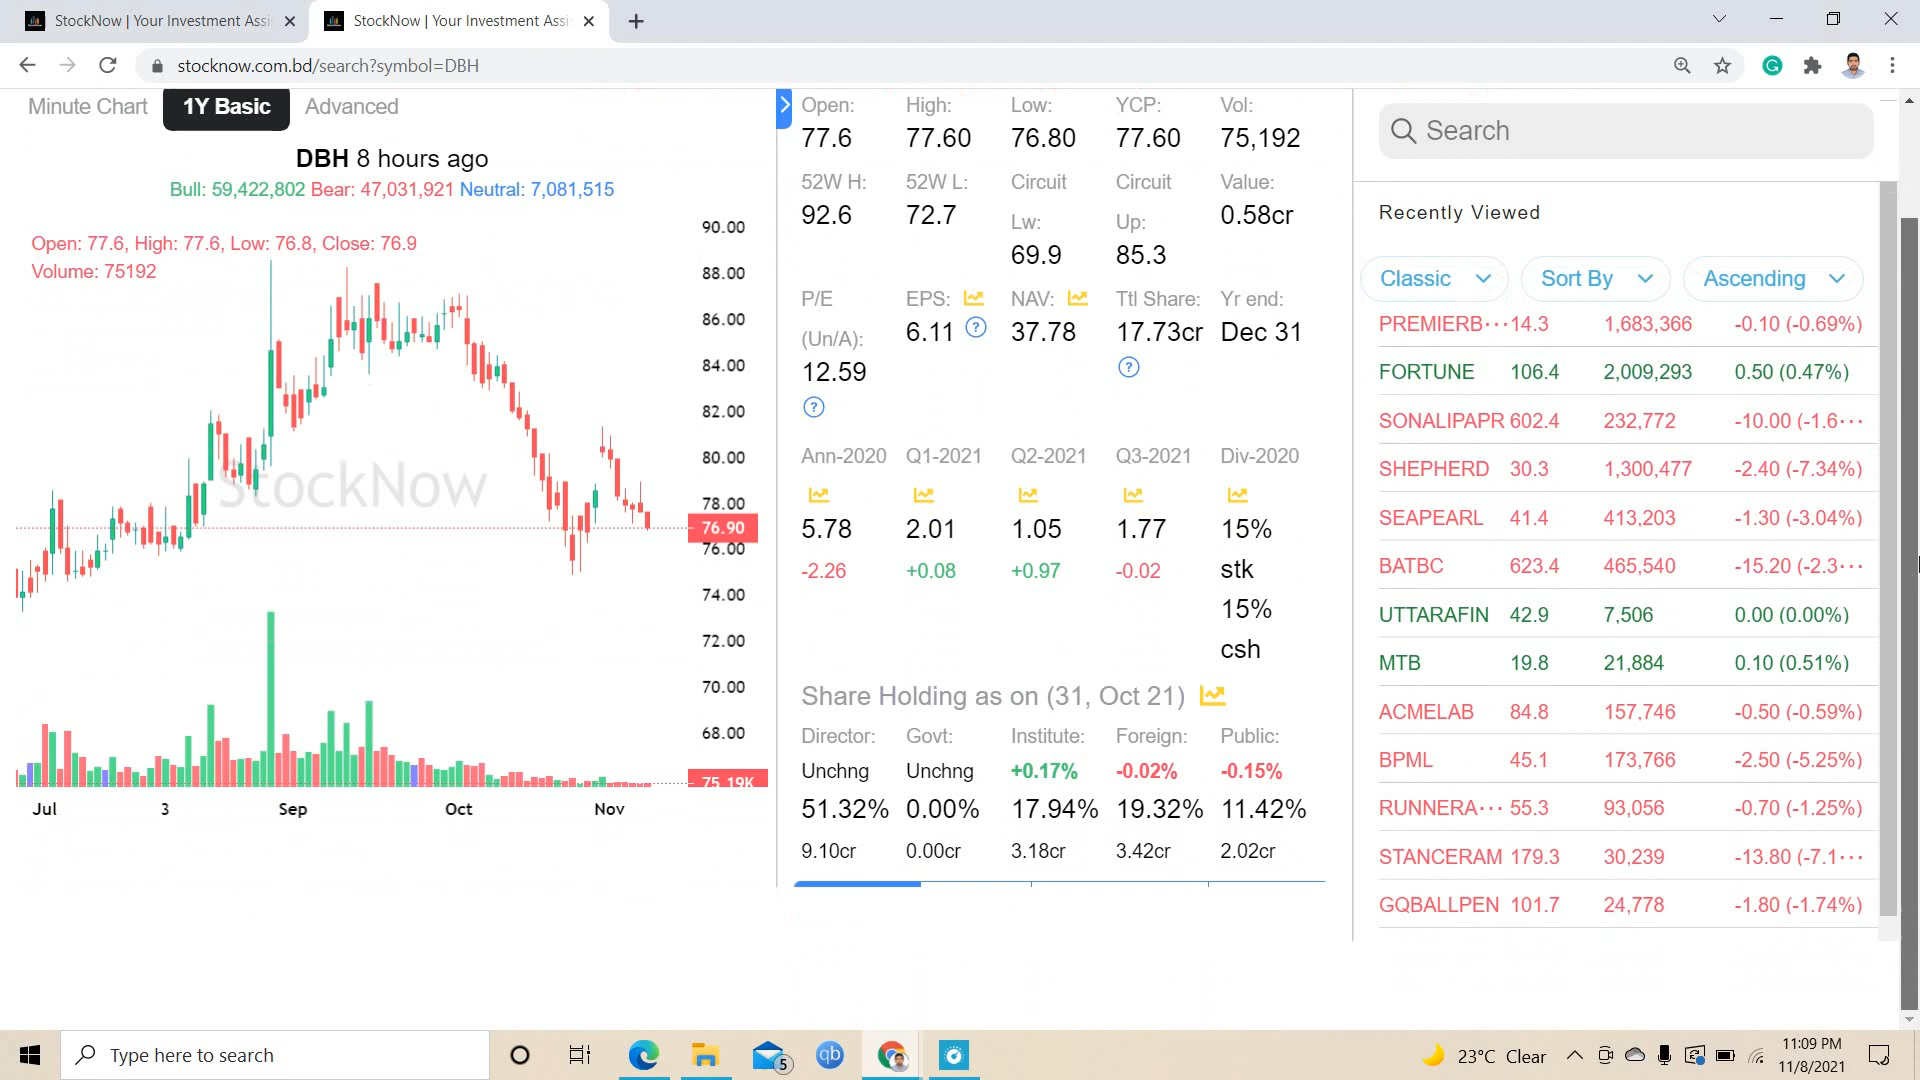 StockNow | Your Investment Assi
StockNow | Your Investment Assi
stocknow.com.bd/search?symbol=DBH
Minute Chart 1Y Basic Advanced
DBH 8 hours ago
Bull: 59,422,802 Bear: 47,031,921 Neutral: 7,081,515
Open: 77.6, High: 77.6, Low: 76.8, Close: 76.9
Volume: 75192
StockNow
90.00
88.00
86.00
84.00
82.00
80.00
78.00
76.90
76.00
74.00
72.00
70.00
68.00
75.19K
Jul 3 Sep Oct Nov
Open: High: Low: YCP: Vol:
77.6 77.60 76.80 77.60 75,192
52W H: 52W L: Circuit Circuit Value:
92.6 72.7 Lw: Up: 0.58cr
69.9 85.3
P/E EPS: NAV: Ttl Share: Yr end:
(Un/A): 6.11 ? 37.78 17.73cr Dec 31
12.59 ?
?
Ann-2020 Q1-2021 Q2-2021 Q3-2021 Div-2020
5.78 2.01 1.05 1.77 15%
-2.26 +0.08 +0.97 -0.02 stk
15%
csh
Share Holding as on (31, Oct 21)
Director: Govt: Institute: Foreign: Public:
Unchng Unchng +0.17% -0.02% -0.15%
51.32% 0.00% 17.94% 19.32% 11.42%
9.10cr 0.00cr 3.18cr 3.42cr 2.02cr
Search
Recently Viewed
Classic Sort By Ascending
PREMIERB··· 14.3 1,683,366 -0.10 (-0.69%)
FORTUNE 106.4 2,009,293 0.50 (0.47%)
SONALIPAPR 602.4 232,772 -10.00 (-1.6···
SHEPHERD 30.3 1,300,477 -2.40 (-7.34%)
SEAPEARL 41.4 413,203 -1.30 (-3.04%)
BATBC 623.4 465,540 -15.20 (-2.3···
UTTARAFIN 42.9 7,506 0.00 (0.00%)
MTB 19.8 21,884 0.10 (0.51%)
ACMELAB 84.8 157,746 -0.50 (-0.59%)
BPML 45.1 173,766 -2.50 (-5.25%)
RUNNERA··· 55.3 93,056 -0.70 (-1.25%)
STANCERAM 179.3 30,239 -13.80 (-7.1···
GQBALLPEN 101.7 24,778 -1.80 (-1.74%)
Type here to search
5
qb
23°C Clear
11:09 PM
11/8/2021